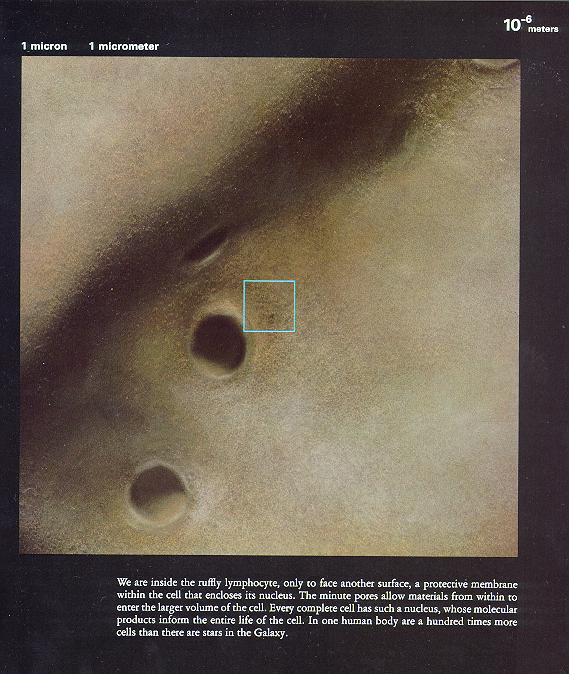 10⁻⁶ meters
1 micron 1 micrometer
We are inside the ruffly lymphocyte, only to face another surface, a protective membrane
within the cell that encloses its nucleus. The minute pores allow materials from within to
enter the larger volume of the cell. Every complete cell has such a nucleus, whose molecular
products inform the entire life of the cell. In one human body are a hundred times more
cells than there are stars in the Galaxy.